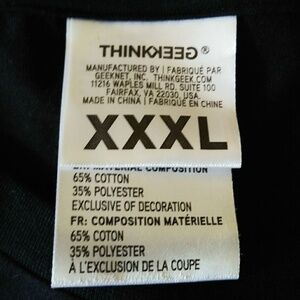 THINKGEEK®
MANUFACTURED BY | FABRIQUÉ PAR
GEEKNET, INC. THINKGEEK.COM
11216 WAPLES MILL RD. SUITE 100
FAIRFAX, VA 22030, USA.
MADE IN CHINA | FABRIQUÉ EN CHINE
XXXL
MATERIAL COMPOSITION
65% COTTON
35% POLYESTER
EXCLUSIVE OF DECORATION
FR: COMPOSITION MATÉRIELLE
65% COTON
35% POLYESTER
À L'EXCLUSION DE LA COUPE